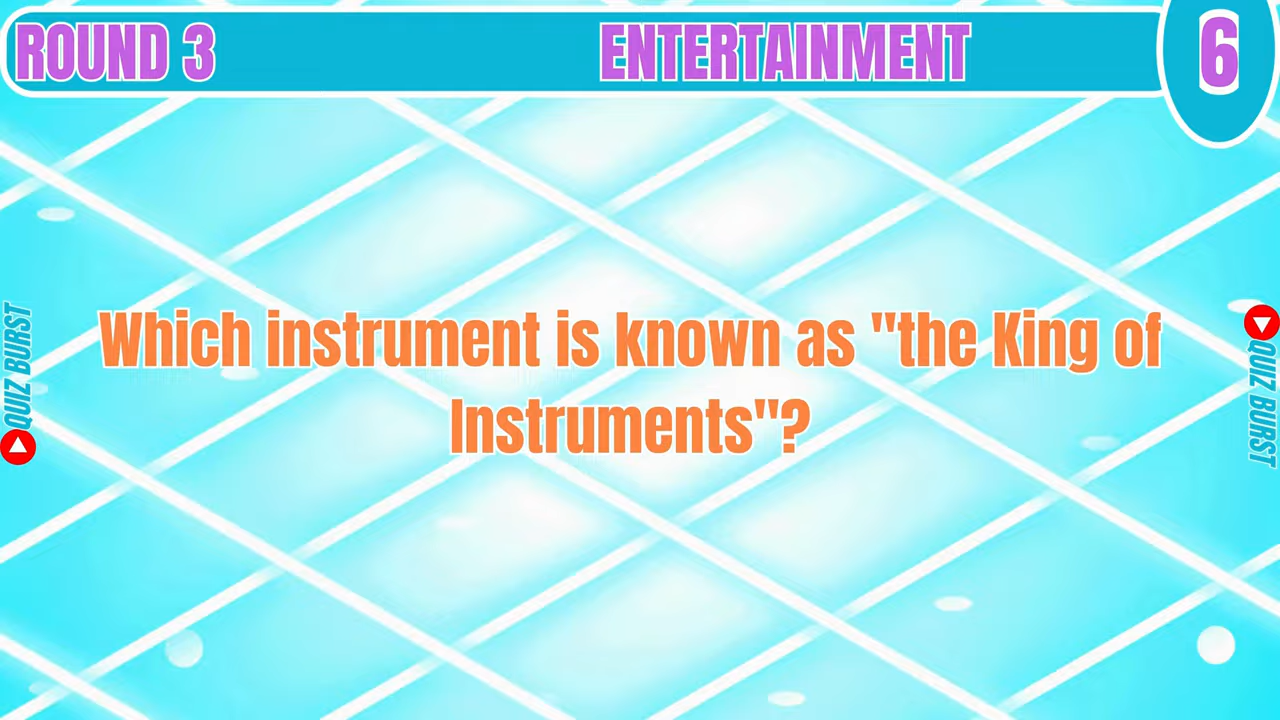 ROUND 3
ENTERTAINMENT
6
Which instrument is known as "the King of
Instruments"?
QUIZ BURST
QUIZ BURST